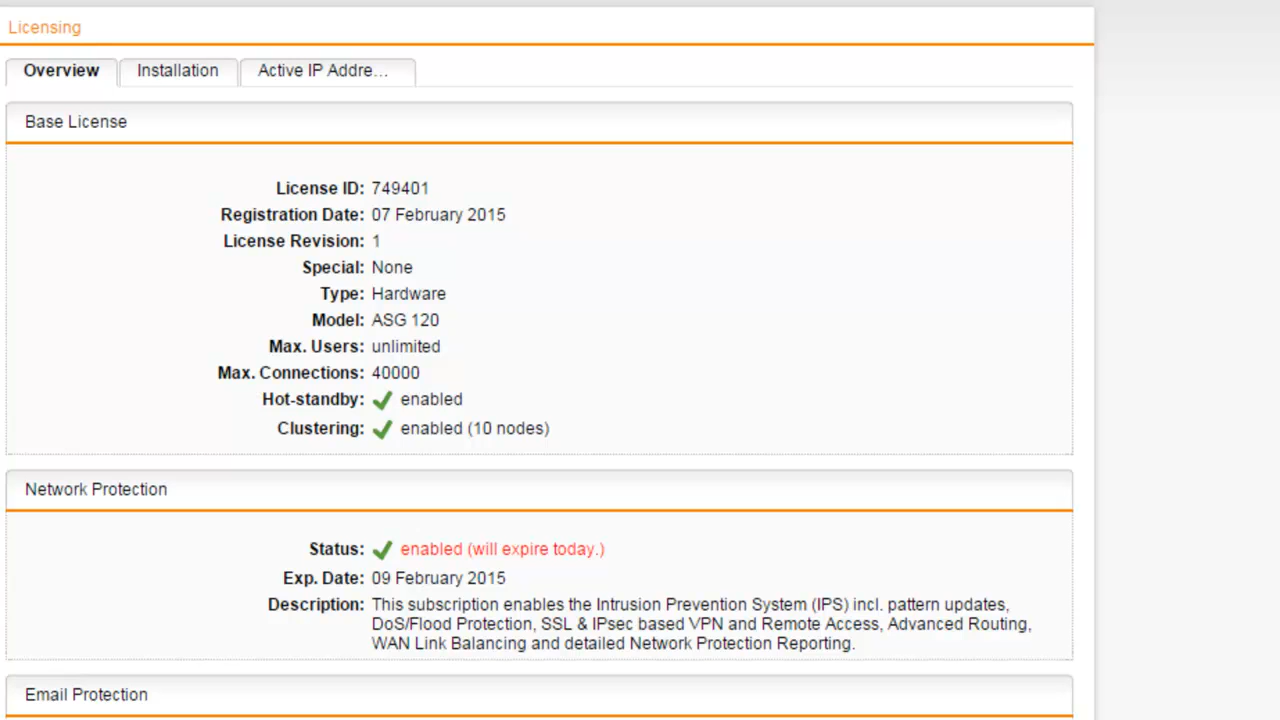 Licensing
Overview
Installation
Active IP Addre...
Base License
License ID: 749401
Registration Date: 07 February 2015
License Revision: 1
Special: None
Type: Hardware
Model: ASG 120
Max. Users: unlimited
Max. Connections: 40000
Hot-standby: enabled
Clustering: enabled (10 nodes)
Network Protection
Status: enabled (will expire today.)
Exp. Date: 09 February 2015
Description: This subscription enables the Intrusion Prevention System (IPS) incl. pattern updates,
DoS/Flood Protection, SSL & IPsec based VPN and Remote Access, Advanced Routing,
WAN Link Balancing and detailed Network Protection Reporting.
Email Protection